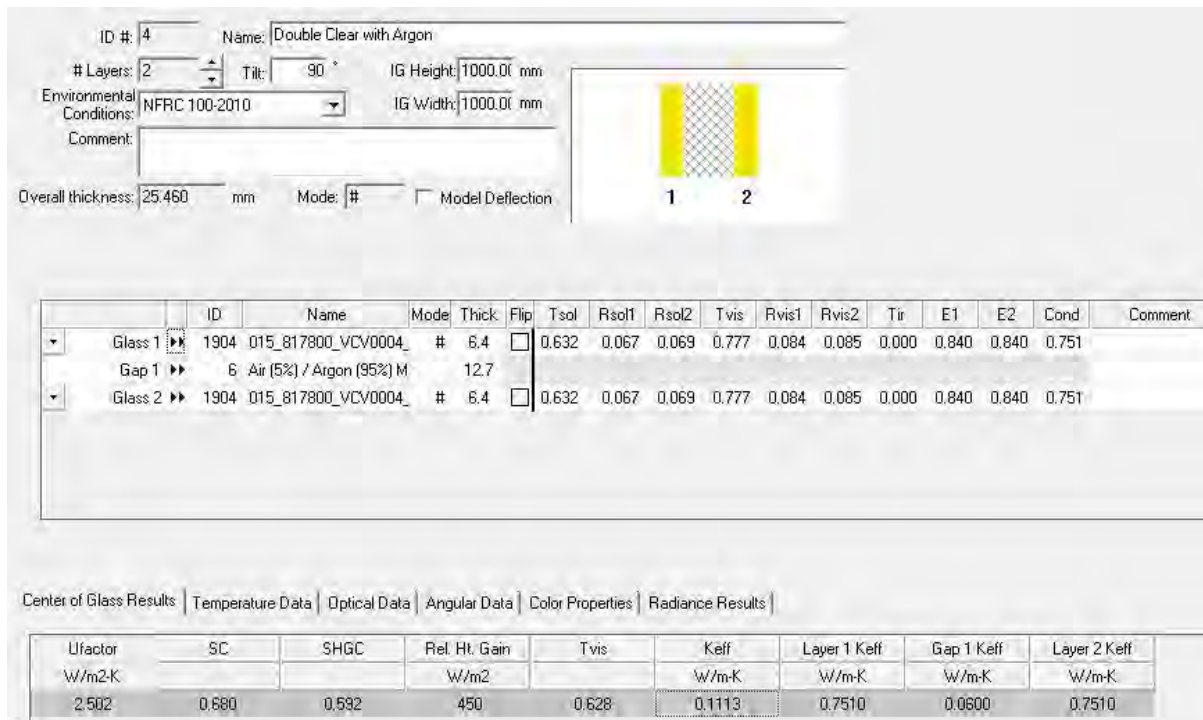 ID #: 4 Name: Double Clear with Argon
# Layers: 2 Tilt: 90 ° IG Height: 1000.0( mm
Environmental Conditions: NFRC 100-2010 IG Width: 1000.0( mm
Comment:
Overall thickness: 25.460 mm Mode: # Model Deflection
1 2
ID Name Mode Thick Flip Tsol Rsol1 Rsol2 Tvis Rvis1 Rvis2 Tir E1 E2 Cond Comment
Glass 1 1904 015_817800_VCV0004_ # 6.4 0.632 0.067 0.069 0.777 0.084 0.085 0.000 0.840 0.840 0.751
Gap 1 6 Air (5%) / Argon (95%) M 12.7
Glass 2 1904 015_817800_VCV0004_ # 6.4 0.632 0.067 0.069 0.777 0.084 0.085 0.000 0.840 0.840 0.751
Center of Glass Results Temperature Data Optical Data Angular Data Color Properties Radiance Results
Ufactor SC SHGC Rel. Ht. Gain Tvis Keff Layer 1 Keff Gap 1 Keff Layer 2 Keff
W/m2-K W/m2 W/m-K W/m-K W/m-K W/m-K
2.502 0.680 0.592 450 0.628 0.1113 0.7510 0.0600 0.7510